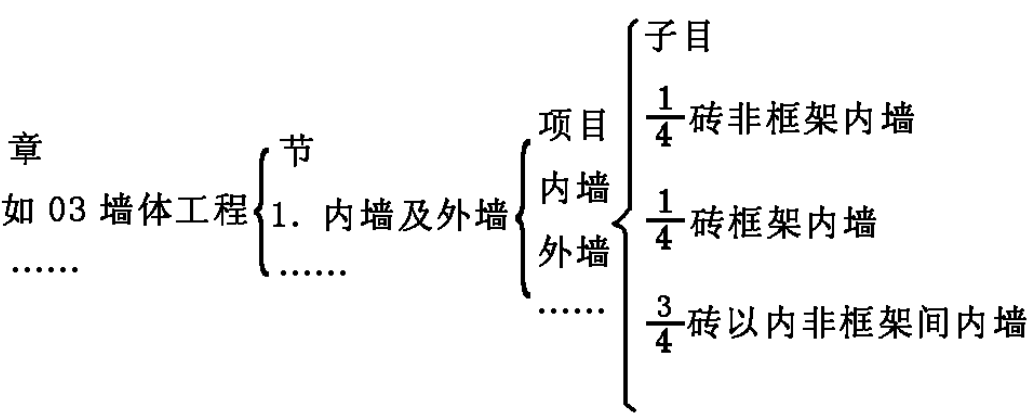 章
如 03 墙体工程
……
节
1. 内墙及外墙
……
项目
内墙
外墙
……
子目
1/4砖非框架内墙
1/4砖框架内墙
3/4砖以内非框架间内墙